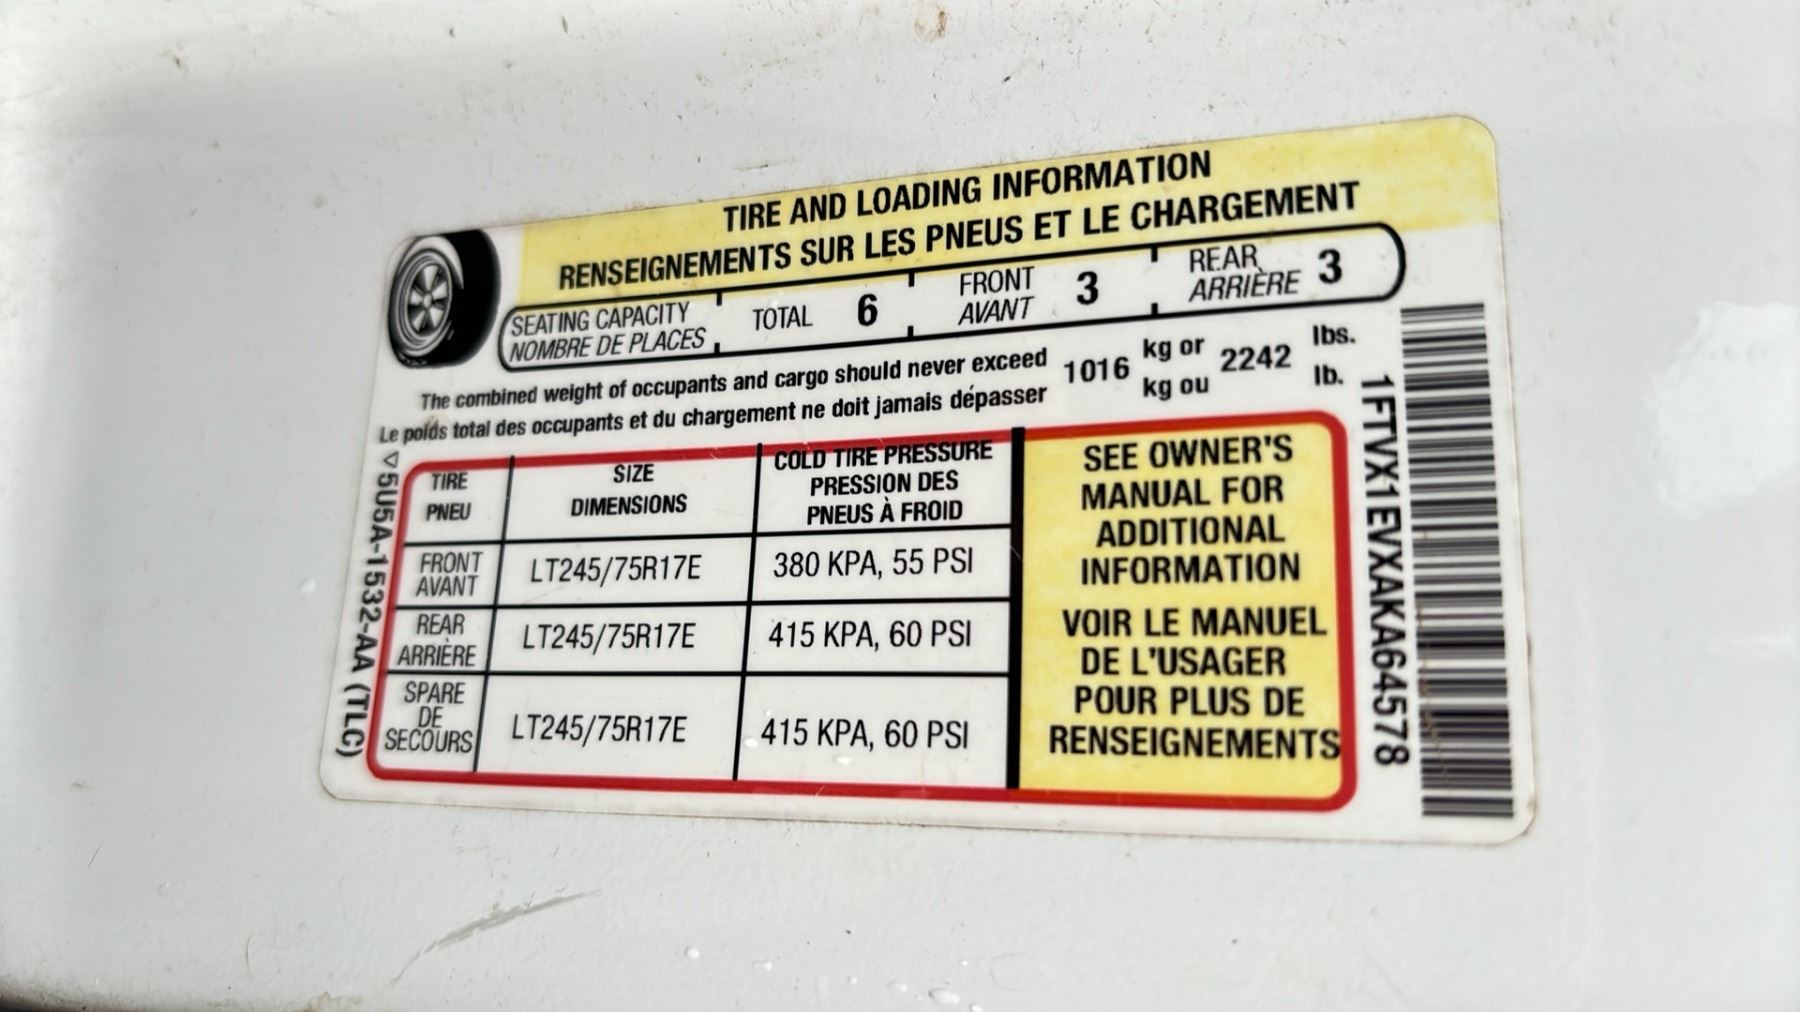 TIRE AND LOADING INFORMATION
RENSEIGNEMENTS SUR LES PNEUS ET LE CHARGEMENT
SEATING CAPACITY
NOMBRE DE PLACES
TOTAL 6
FRONT
AVANT
3
REAR
ARRIÈRE
3
The combined weight of occupants and cargo should never exceed 1016 kg or 2242 lbs.
Le poids total des occupants et du chargement ne doit jamais dépasser kg ou lb.
TIRE
PNEU
SIZE
DIMENSIONS
COLD TIRE PRESSURE
PRESSION DES
PNEUS À FROID
FRONT
AVANT
LT245/75R17E
380 KPA, 55 PSI
REAR
ARRIÈRE
LT245/75R17E
415 KPA, 60 PSI
SPARE
DE
SECOURS
LT245/75R17E
415 KPA, 60 PSI
SEE OWNER'S
MANUAL FOR
ADDITIONAL
INFORMATION
VOIR LE MANUEL
DE L'USAGER
POUR PLUS DE
RENSEIGNEMENTS
5U5A-1532-AA (TLC)
1FTVX1EVXAKA64578